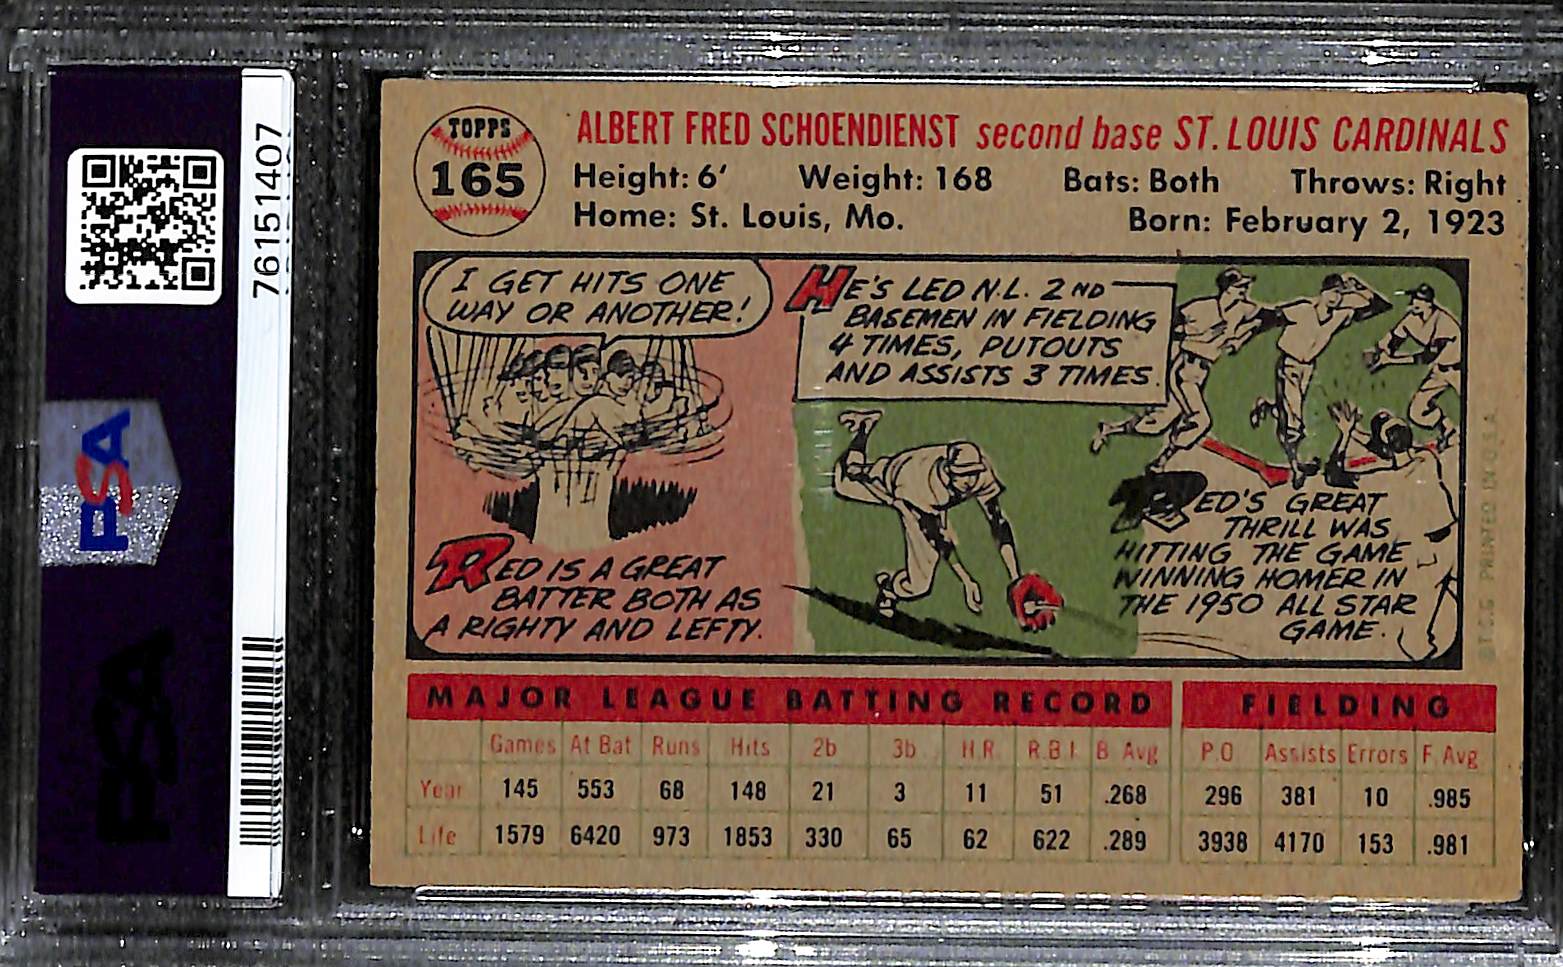 PSA
76151407
PSA
TOPPS
165
ALBERT FRED SCHOENDIENST second base ST. LOUIS CARDINALS
Height: 6' Weight: 168 Bats: Both Throws: Right
Home: St. Louis, Mo. Born: February 2, 1923
I GET HITS ONE
WAY OR ANOTHER!
RED IS A GREAT
BATTER BOTH AS
A RIGHTY AND LEFTY.
HE'S LED N.L. 2ND
BASEMEN IN FIELDING
4 TIMES, PUTOUTS
AND ASSISTS 3 TIMES.
RED'S GREAT
THRILL WAS
HITTING THE GAME
WINNING HOMER IN
THE 1950 ALL STAR
GAME.
©T.C.G. PRINTED IN U.S.A.
MAJOR LEAGUE BATTING RECORD FIELDING
Games At Bat Runs Hits 2b 3b H.R. R.B.I. B Avg P.O Assists Errors F. Avg
Year 145 553 68 148 21 3 11 51 .268 296 381 10 .985
Life 1579 6420 973 1853 330 65 62 622 .289 3938 4170 153 .981